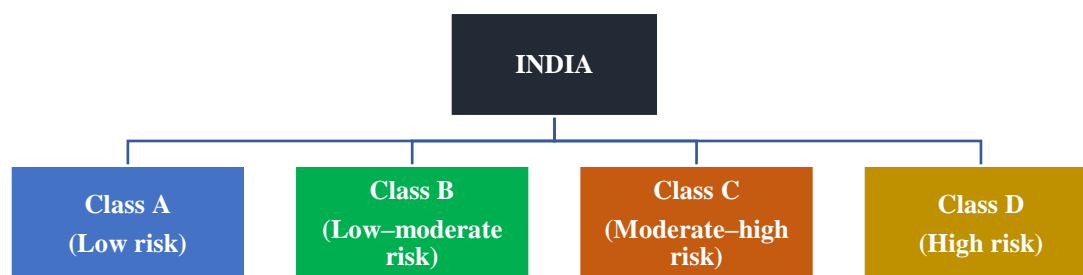 INDIA
Class A
(Low risk)
Class B
(Low–moderate
risk)
Class C
(Moderate–high
risk)
Class D
(High risk)